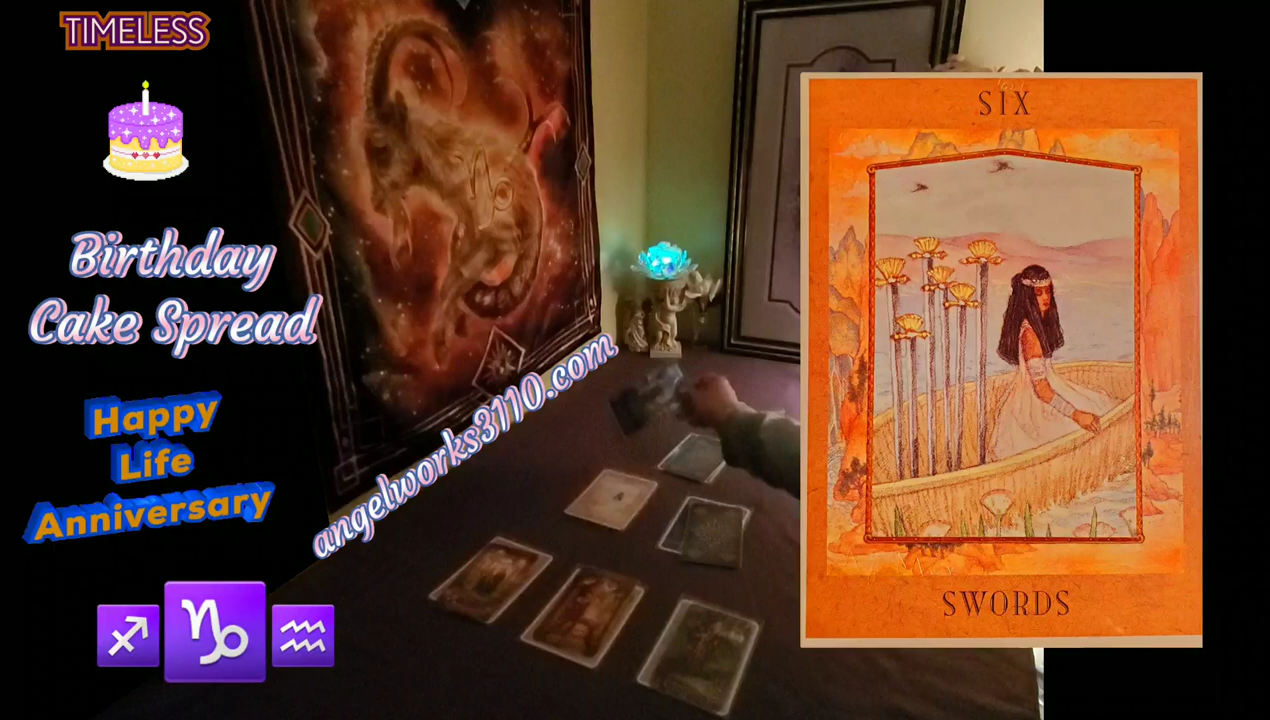 TIMELESS
Birthday
Cake Spread
Happy
Life
Anniversary
angelworks3110.com
SIX
SWORDS